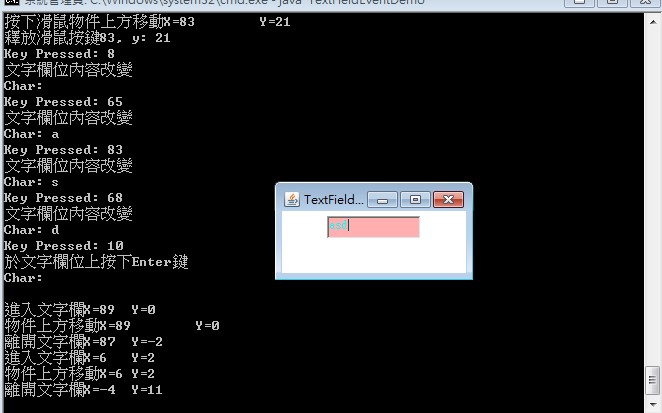 系統管理員: C:\Windows\system32\cmd.exe - java TextFieldEventDemo
按下滑鼠物件上方移動X=83 Y=21
釋放滑鼠按鍵83, y: 21
Key Pressed: 8
文字欄位內容改變
Char:
Key Pressed: 65
文字欄位內容改變
Char: a
Key Pressed: 83
文字欄位內容改變
Char: s
Key Pressed: 68
文字欄位內容改變
Char: d
Key Pressed: 10
於文字欄位上按下Enter鍵
Char:
進入文字欄X=89 Y=0
物件上方移動X=89 Y=0
離開文字欄X=87 Y=-2
進入文字欄X=6 Y=2
物件上方移動X=6 Y=2
離開文字欄X=-4 Y=11
TextField...
asd